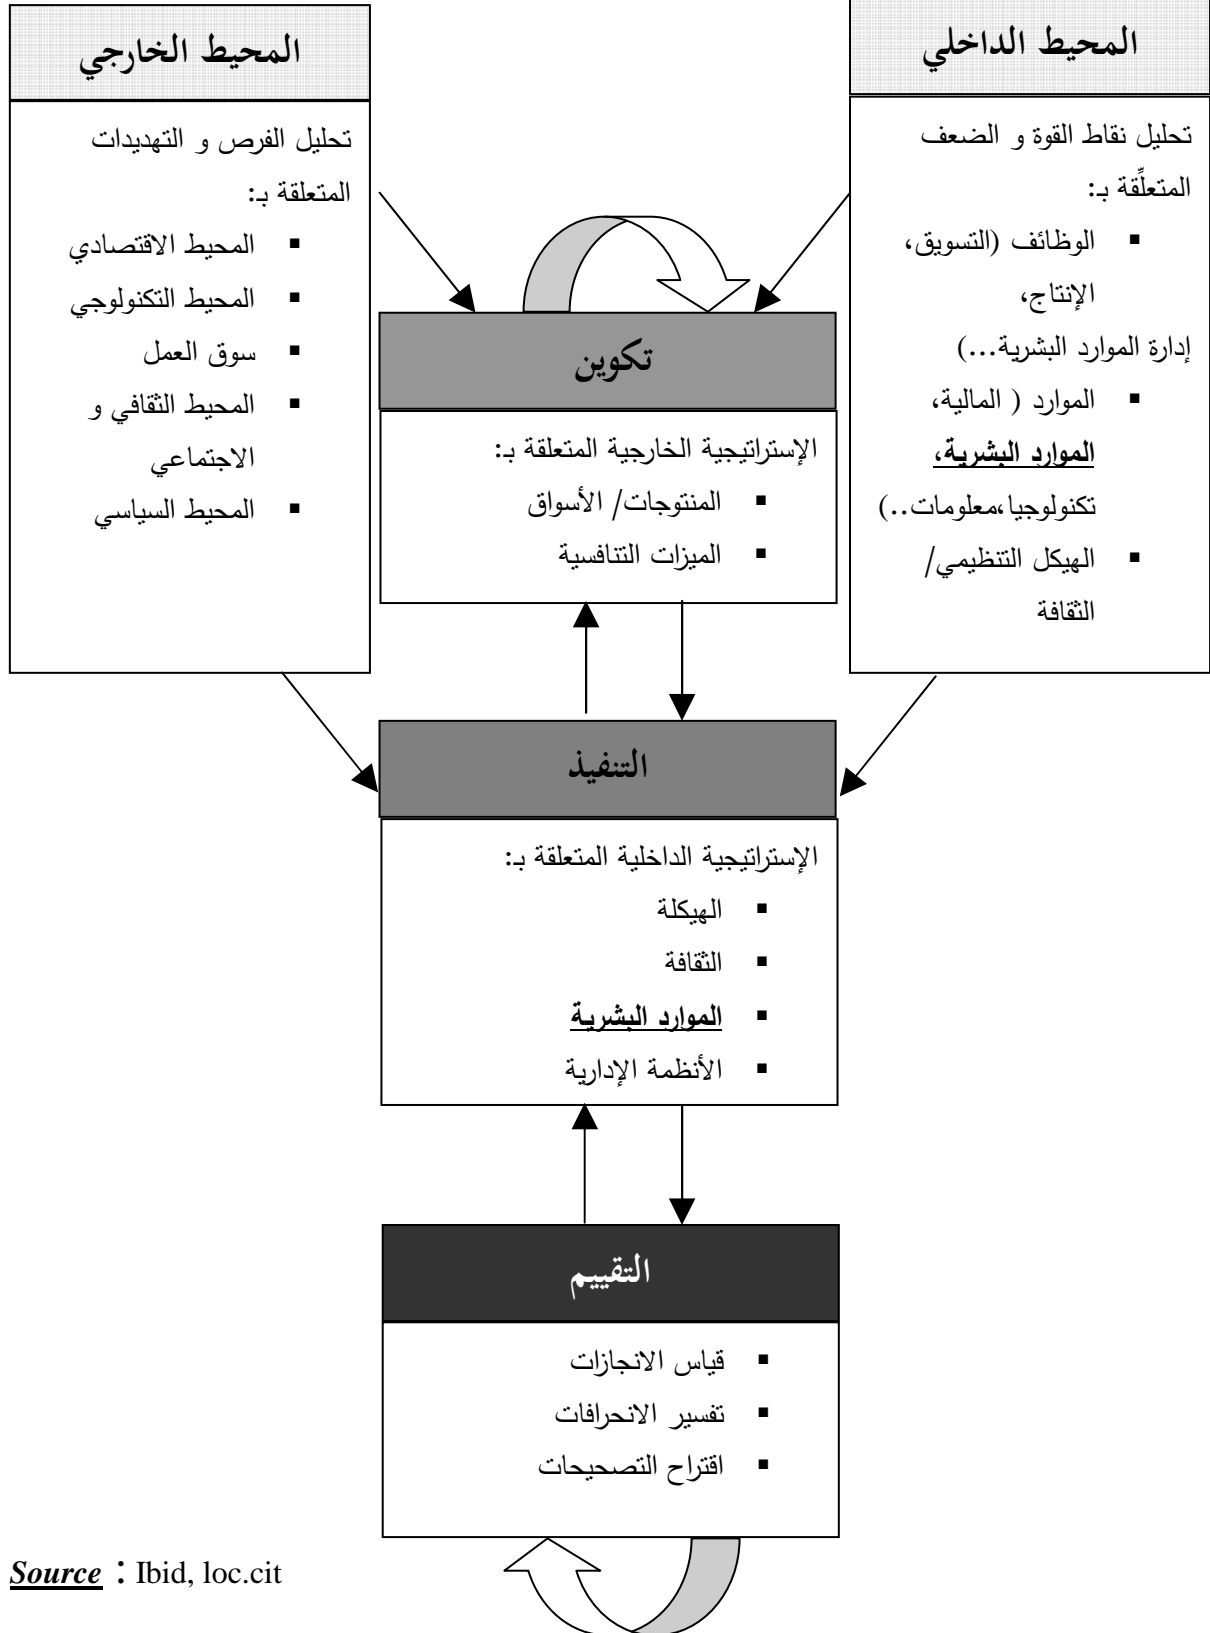 المحيط الداخلي
تحليل نقاط القوة و الضعف
المتعلِّقة بـ:
▪ الوظائف (التسويق،
الإنتاج،
إدارة الموارد البشرية...)
▪ الموارد ( المالية،
الموارد البشرية،
تكنولوجيا،معلومات..)
▪ الهيكل التنظيمي/
الثقافة
المحيط الخارجي
تحليل الفرص و التهديدات
المتعلقة بـ:
▪ المحيط الاقتصادي
▪ المحيط التكنولوجي
▪ سوق العمل
▪ المحيط الثقافي و
الاجتماعي
▪ المحيط السياسي
تكوين
الإستراتيجية الخارجية المتعلقة بـ:
▪ المنتوجات/ الأسواق
▪ الميزات التنافسية
التنفيذ
الإستراتيجية الداخلية المتعلقة بـ:
▪ الهيكلة
▪ الثقافة
▪ الموارد البشرية
▪ الأنظمة الإدارية
التقييم
▪ قياس الانجازات
▪ تفسير الانحرافات
▪ اقتراح التصحيحات
Source : Ibid, loc.cit